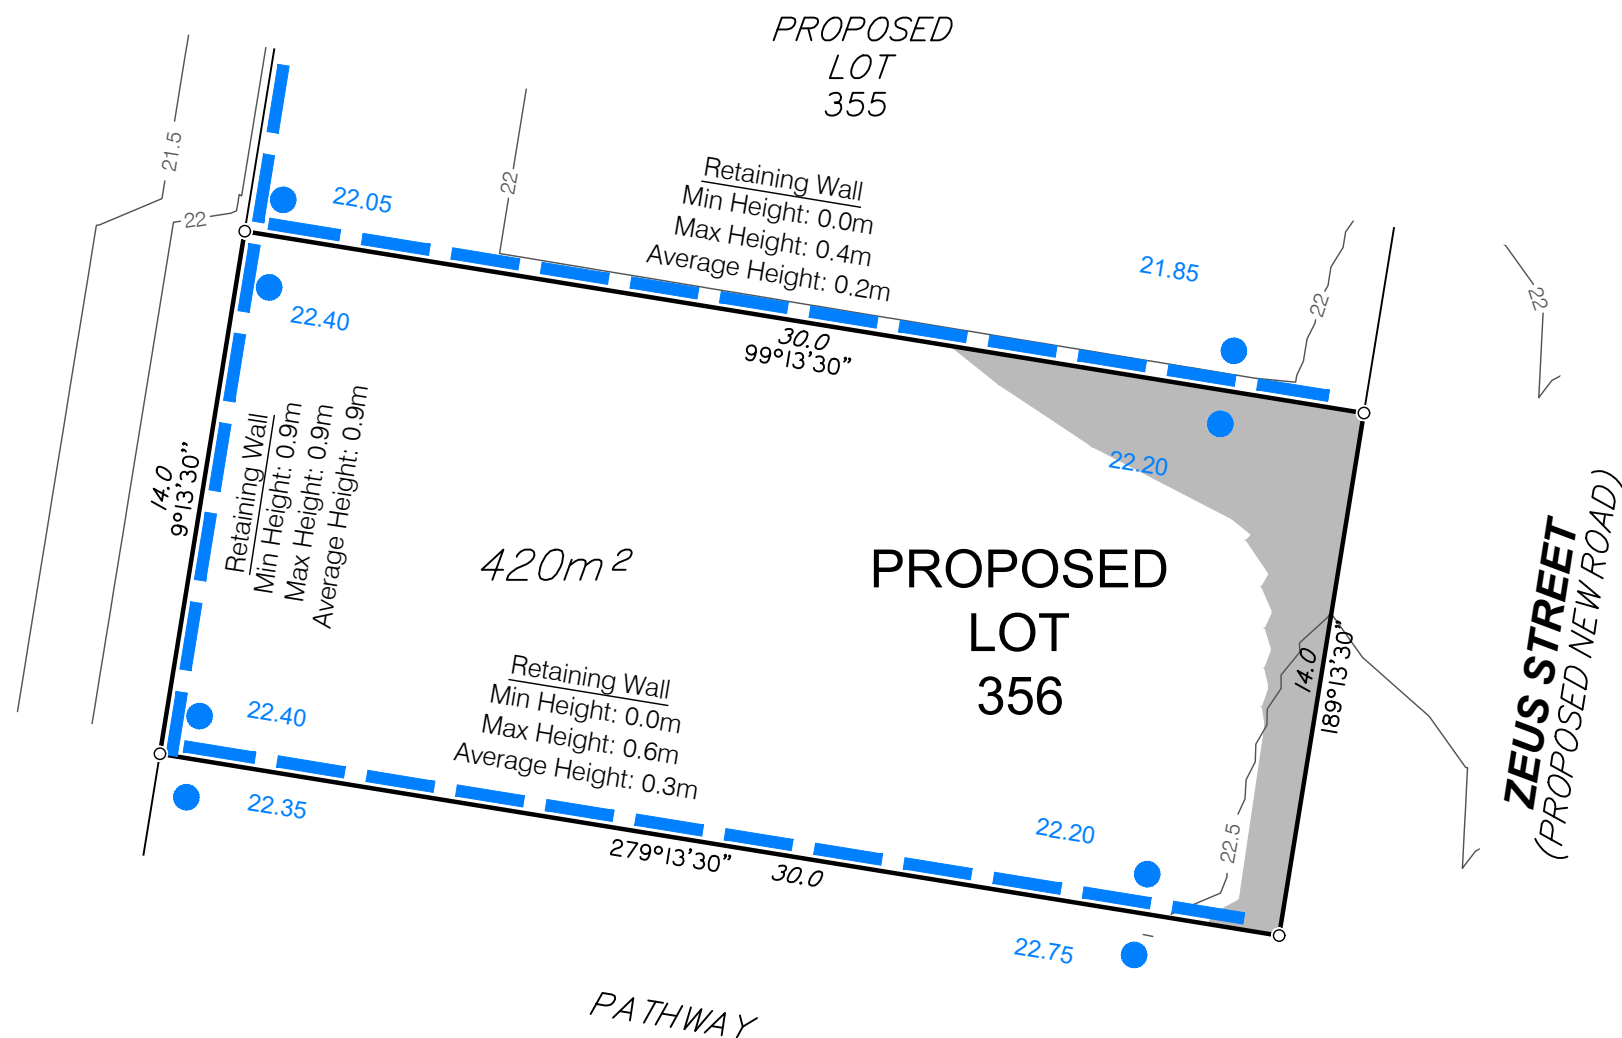 PROPOSED
LOT
355
21.5
22
22
22.05
Retaining Wall
Min Height: 0.0m
Max Height: 0.4m
Average Height: 0.2m
21.85
22
22
22.40
30.0
99°13'30"
22.20
14.0
9°13'30"
Retaining Wall
Min Height: 0.9m
Max Height: 0.9m
Average Height: 0.9m
420m²
PROPOSED
LOT
356
14.0
189°13'30"
ZEUS STREET
(PROPOSED NEW ROAD)
22.40
Retaining Wall
Min Height: 0.0m
Max Height: 0.6m
Average Height: 0.3m
22.35
22.20
22.5
279°13'30"
30.0
22.75
PATHWAY